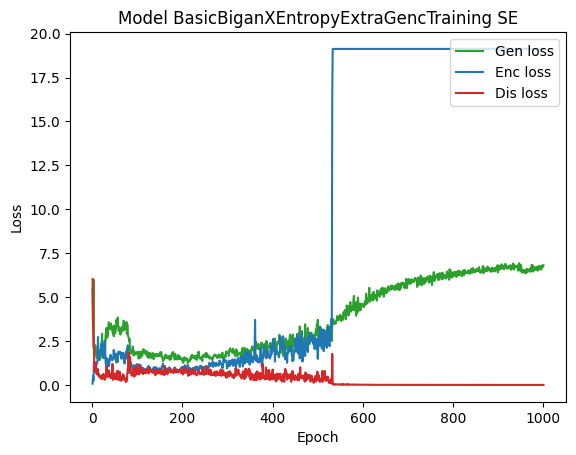 Model BasicBiganXEntropyExtraGencTraining SE
20.0
17.5
15.0
12.5
10.0
7.5
5.0
2.5
0.0
Loss
Gen loss
Enc loss
Dis loss
0
200
400
600
800
1000
Epoch